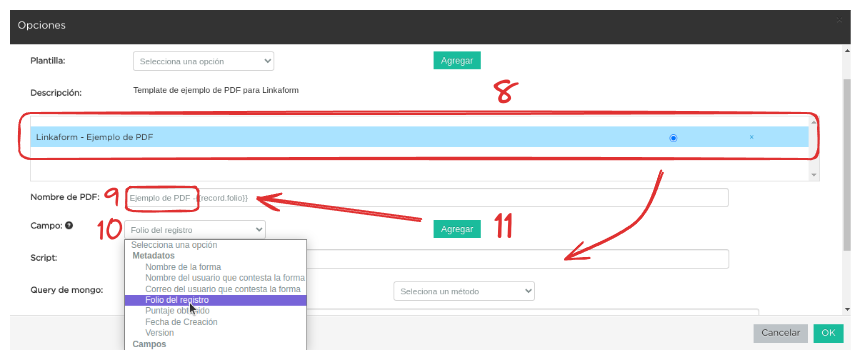 Opciones
Plantilla: Selecciona una opción Agregar
Descripción: Template de ejemplo de PDF para Linkaform
8
Linkaform - Ejemplo de PDF ×
Nombre de PDF: 9 Ejemplo de PDF -{{record.folio}}
Campo: ? 10 Folio del registro Agregar 11
Selecciona una opción
Metadatos
Nombre de la forma
Script: Nombre del usuario que contesta la forma
Correo del usuario que contesta la forma
Query de mongo: Seleciona un método
Folio del registro
Puntaje obtenido
Fecha de Creación
Version
Campos
Cancelar OK